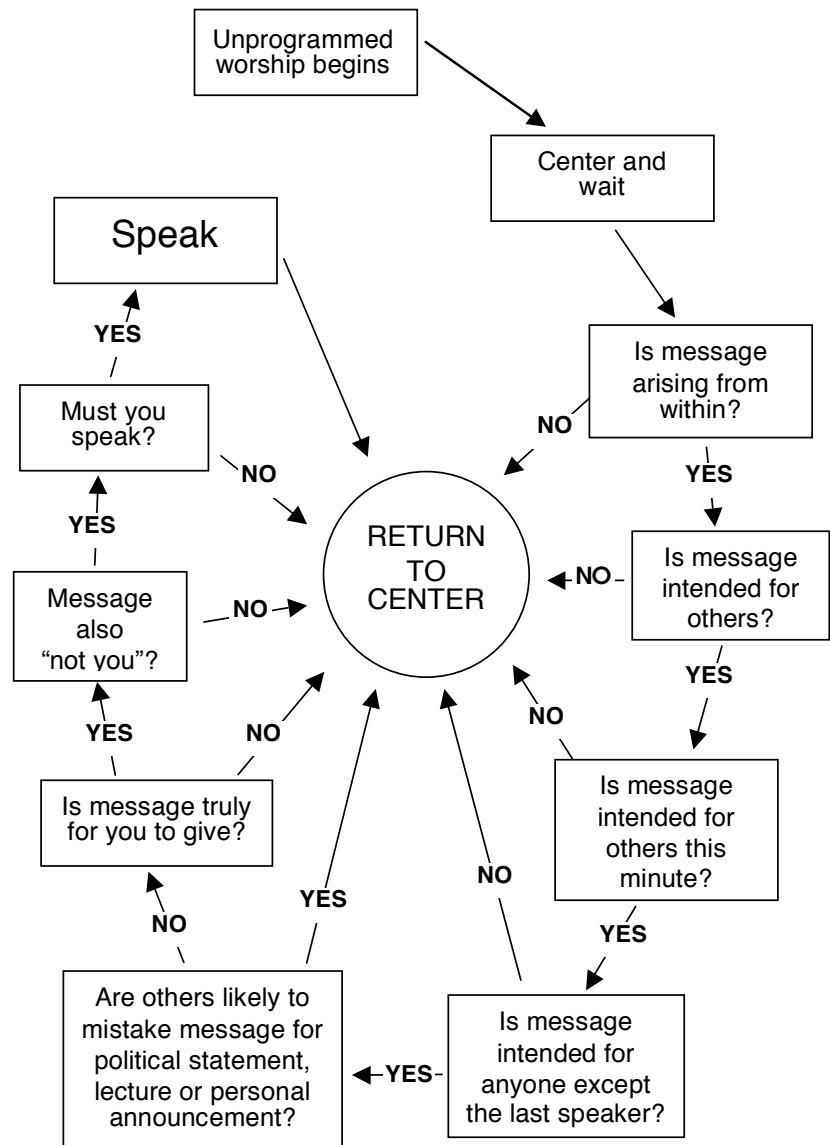 Unprogrammed
worship begins
Center and
wait
Is message
arising from
within?
NO
YES
Is message
intended for
others?
NO
YES
Is message
intended for
others this
minute?
NO
YES
Is message
intended for
anyone except
the last speaker?
NO
YES
Are others likely to
mistake message for
political statement,
lecture or personal
announcement?
YES
NO
Is message truly
for you to give?
NO
YES
Message
also
“not you”?
NO
YES
Must you
speak?
NO
YES
Speak
RETURN
TO
CENTER